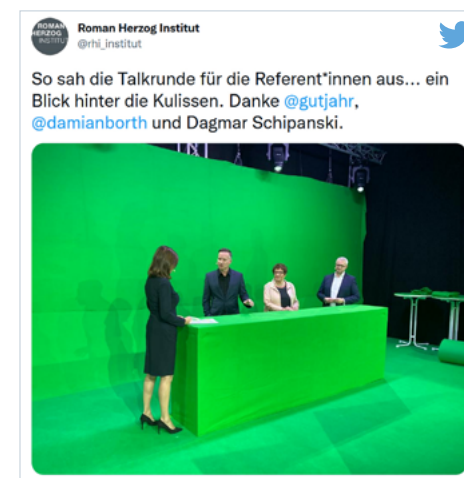 ROMAN
HERZOG
INSTITUT
Roman Herzog Institut
@rhi_institut
So sah die Talkrunde für die Referent*innen aus... ein
Blick hinter die Kulissen. Danke @gutjahr,
@damianborth und Dagmar Schipanski.